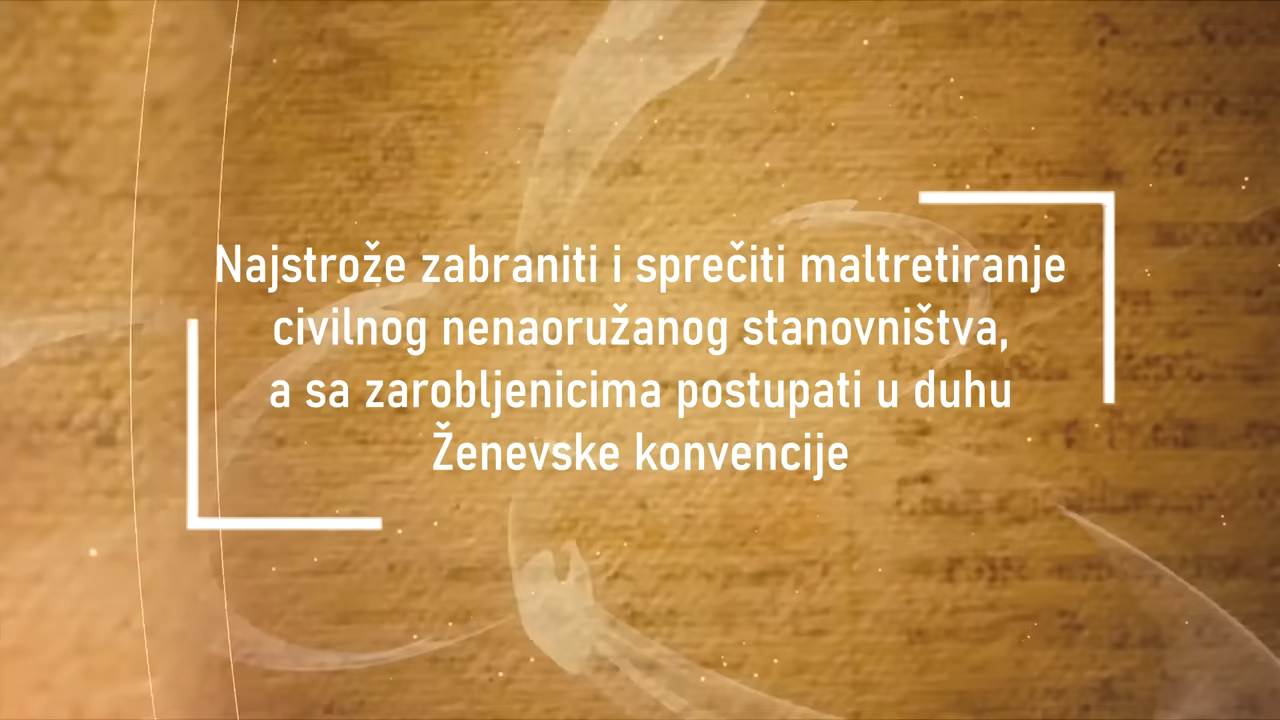 Najstrože zabraniti i sprečiti maltretiranje
civilnog nenaoružanog stanovništva,
a sa zarobljenicima postupati u duhu
Ženevske konvencije